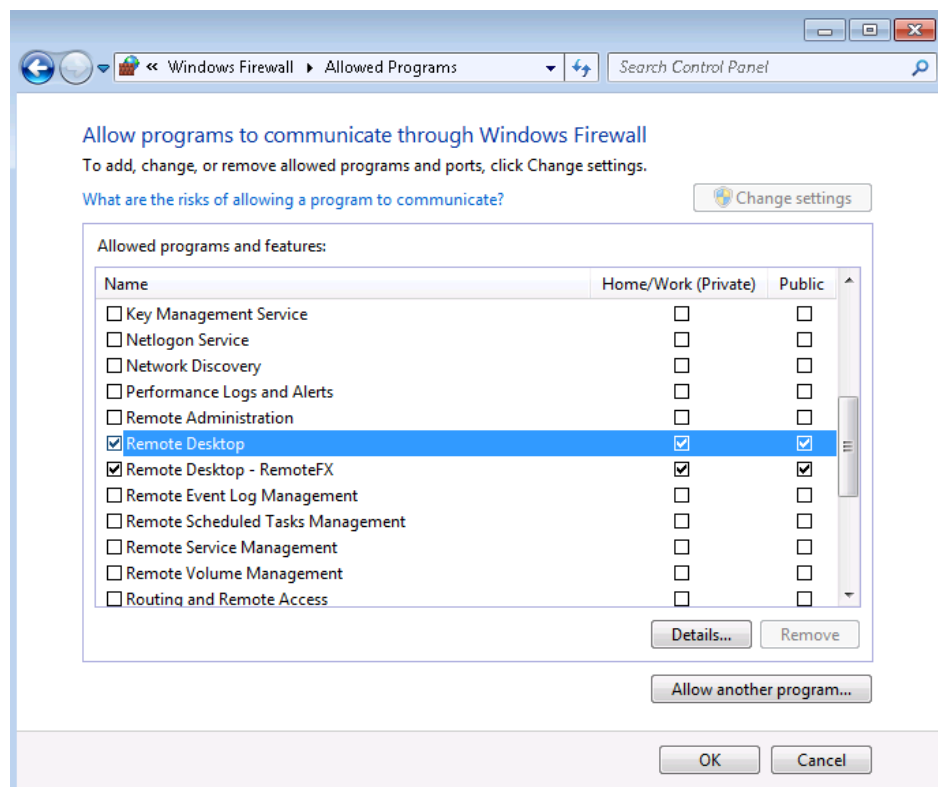 « Windows Firewall Allowed Programs Search Control Panel
Allow programs to communicate through Windows Firewall
To add, change, or remove allowed programs and ports, click Change settings.
What are the risks of allowing a program to communicate? Change settings
Allowed programs and features:
Name Home/Work (Private) Public
Key Management Service
Netlogon Service
Network Discovery
Performance Logs and Alerts
Remote Administration
Remote Desktop
Remote Desktop - RemoteFX
Remote Event Log Management
Remote Scheduled Tasks Management
Remote Service Management
Remote Volume Management
Routing and Remote Access
Details... Remove
Allow another program...
OK Cancel